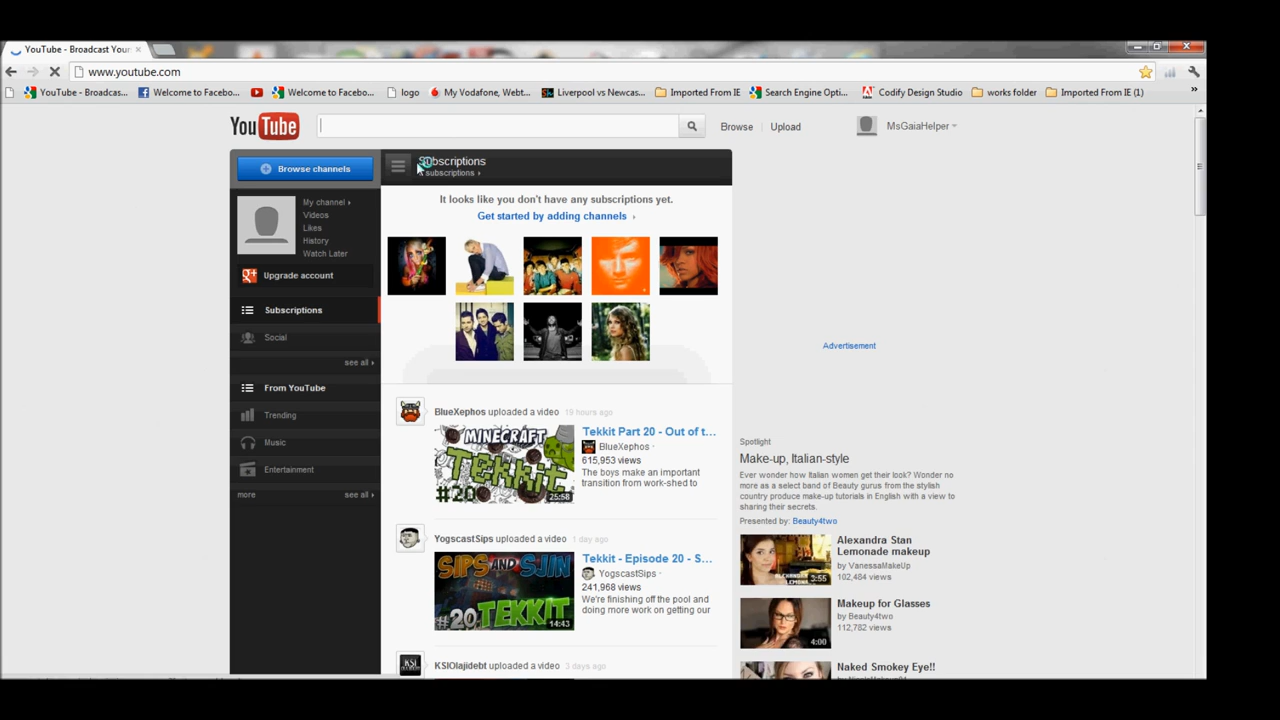 YouTube - Broadcast Your
www.youtube.com
YouTube - Broadcas... Welcome to Facebo... Welcome to Facebo... logo My Vodafone, Webt... Liverpool vs Newcas... Imported From IE Search Engine Opti... Codify Design Studio works folder Imported From IE (1) »
YouTube Browse Upload MsGaiaHelper
Browse channels
Subscriptions
subscriptions ›
My channel ›
Videos
Likes
History
Watch Later
Upgrade account
Subscriptions
Social
see all ›
From YouTube
Trending
Music
Entertainment
more see all ›
It looks like you don't have any subscriptions yet.
Get started by adding channels ›
BlueXephos uploaded a video 19 hours ago
MINECRAFT
TEKKIT
#20
25:58
Tekkit Part 20 - Out of t...
BlueXephos ·
615,953 views
The boys make an important
transition from work-shed to
YogscastSips uploaded a video 1 day ago
SIPS AND SJIN
#20 TEKKIT
14:43
Tekkit - Episode 20 - S...
YogscastSips ·
241,968 views
We're finishing off the pool and
doing more work on getting our
KSI
KSIOlajidebt uploaded a video 3 days ago
Advertisement
Spotlight
Make-up, Italian-style
Ever wonder how Italian women get their look? Wonder no
more as a select band of Beauty gurus from the stylish
country produce make-up tutorials in English with a view to
sharing their secrets.
Presented by: Beauty4two
3:55
Alexandra Stan
Lemonade makeup
by VanessaMakeUp
102,484 views
4:00
Makeup for Glasses
by Beauty4two
112,782 views
Naked Smokey Eye!!